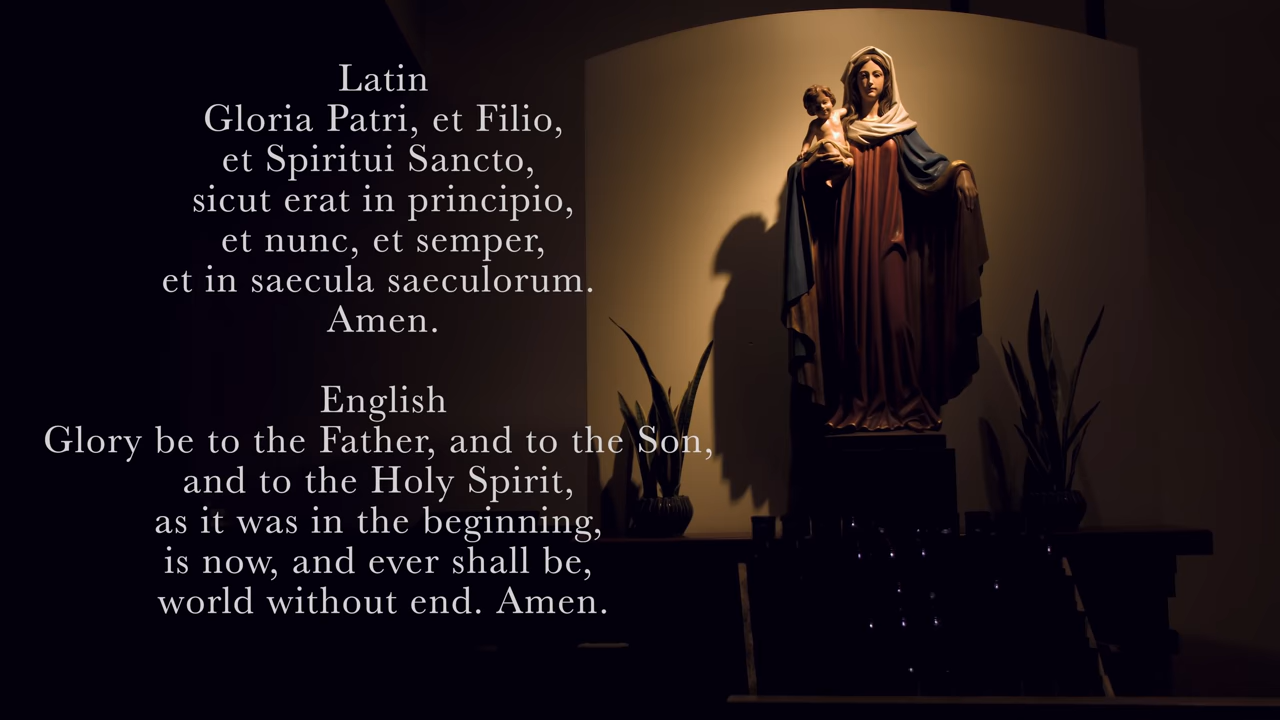 Latin
Gloria Patri, et Filio,
et Spiritui Sancto,
sicut erat in principio,
et nunc, et semper,
et in saecula saeculorum.
Amen.
English
Glory be to the Father, and to the Son,
and to the Holy Spirit,
as it was in the beginning,
is now, and ever shall be,
world without end. Amen.